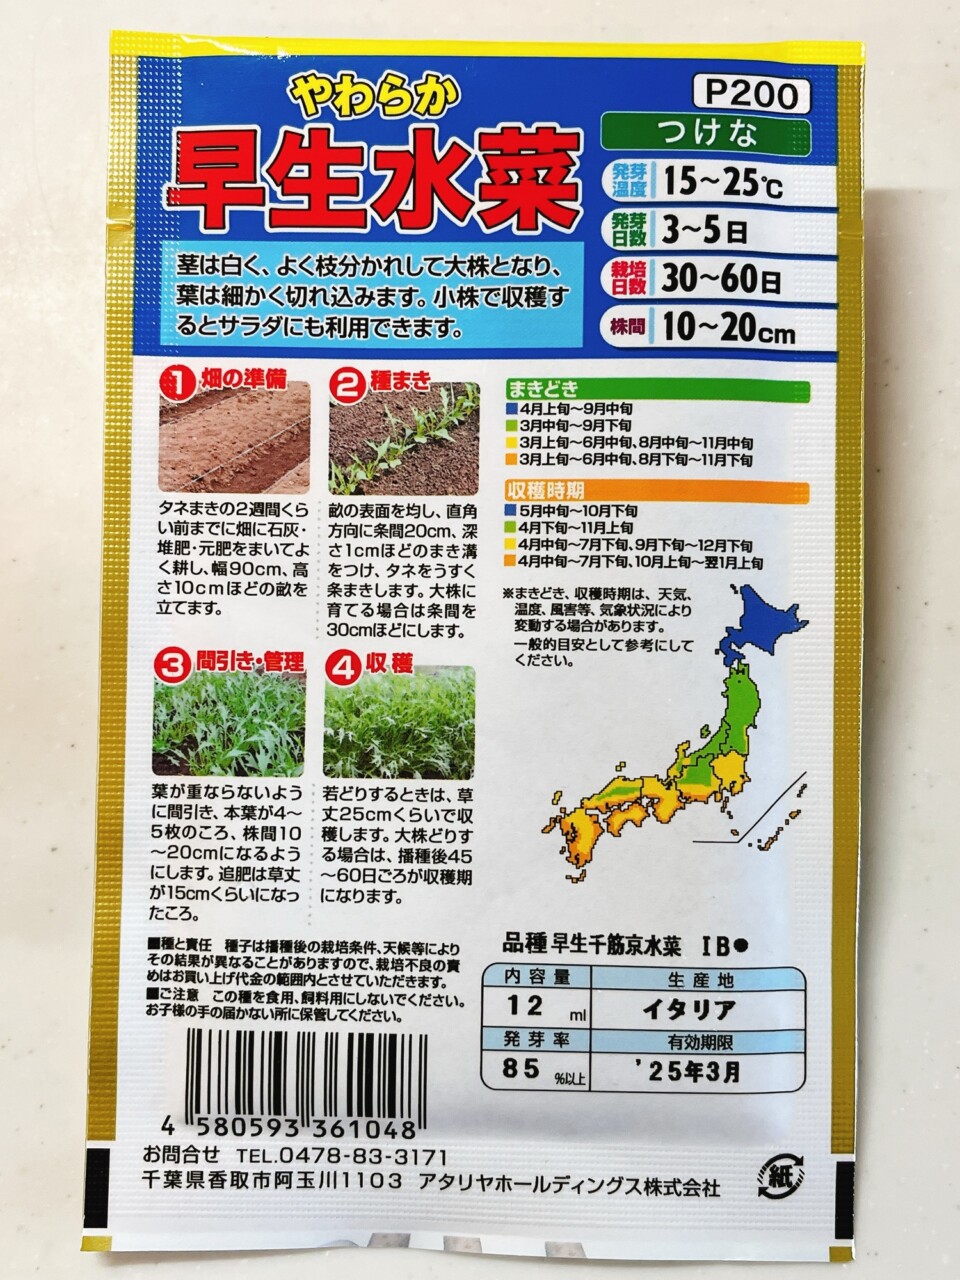 やわらか
早生水菜
P200
つけな
発芽温度 15～25℃
発芽日数 3～5日
栽培日数 30～60日
株間 10～20cm
茎は白く、よく枝分かれして大株となり、
葉は細かく切れ込みます。小株で収穫す
るとサラダにも利用できます。
1 畑の準備
タネまきの2週間くら
い前までに畑に石灰・
堆肥・元肥をまいてよ
く耕し、幅90cm、高
さ10cmほどの畝を
立てます。
2 種まき
畝の表面を均し、直角
方向に条間20cm、深
さ1cmほどのまき溝
をつけ、タネをうすく
条まきします。大株に
育てる場合は条間を
30cmほどにします。
3 間引き・管理
葉が重ならないよう
に間引き、本葉が4～
5枚のころ、株間10
～20cmになるよう
にします。追肥は草丈
が15cmくらいになっ
たころ。
4 収穫
若どりするときは、草
丈25cmくらいで収
穫します。大株どりす
る場合は、播種後45
～60日ごろが収穫期
になります。
まきどき
4月上旬～9月中旬
3月中旬～9月下旬
3月上旬～6月中旬、8月中旬～11月中旬
3月上旬～6月中旬、8月下旬～11月下旬
収穫時期
5月中旬～10月下旬
4月下旬～11月上旬
4月中旬～7月下旬、9月下旬～12月下旬
4月中旬～7月下旬、10月上旬～翌1月上旬
※まきどき、収穫時期は、天気、
温度、風害等、気象状況により
変動する場合があります。
一般的目安として参考にして
ください。
■種と責任 種子は播種後の栽培条件、天候等により
その結果が異なることがありますので、栽培不良の責
めはお買い上げ代金の範囲内とさせていただきます。
■ご注意 この種を食用、飼料用にしないでください。
お子様の手の届かない所に保管してください。
品種 早生千筋京水菜 IB●
内容量 生産地
12 ml イタリア
発芽率 有効期限
85 %以上 '25年3月
4 580593 361048
お問合せ TEL.0478-83-3171
千葉県香取市阿玉川1103 アタリヤホールディングス株式会社
紙